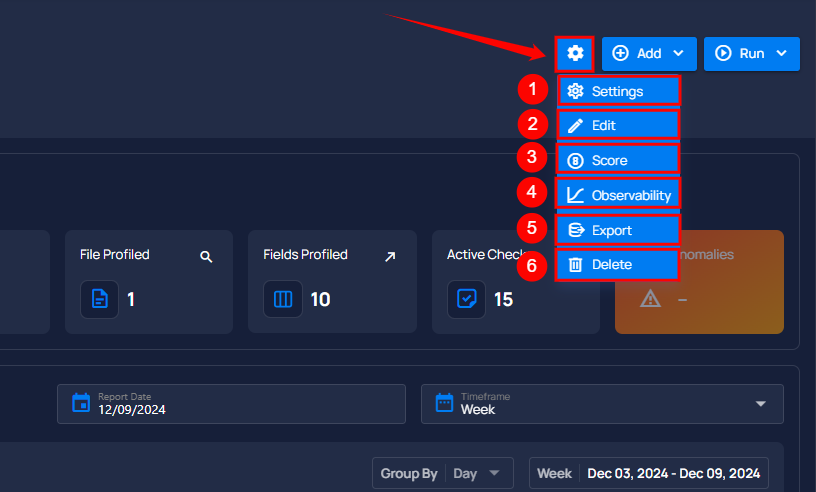 Add
Run
1 Settings
2 Edit
3 8 Score
4 Observability
5 Export
6 Delete
File Profiled
1
Fields Profiled
10
Active Check
15
nomalies
–
Report Date
12/09/2024
Timeframe
Week
Group By Day
Week Dec 03, 2024 - Dec 09, 2024